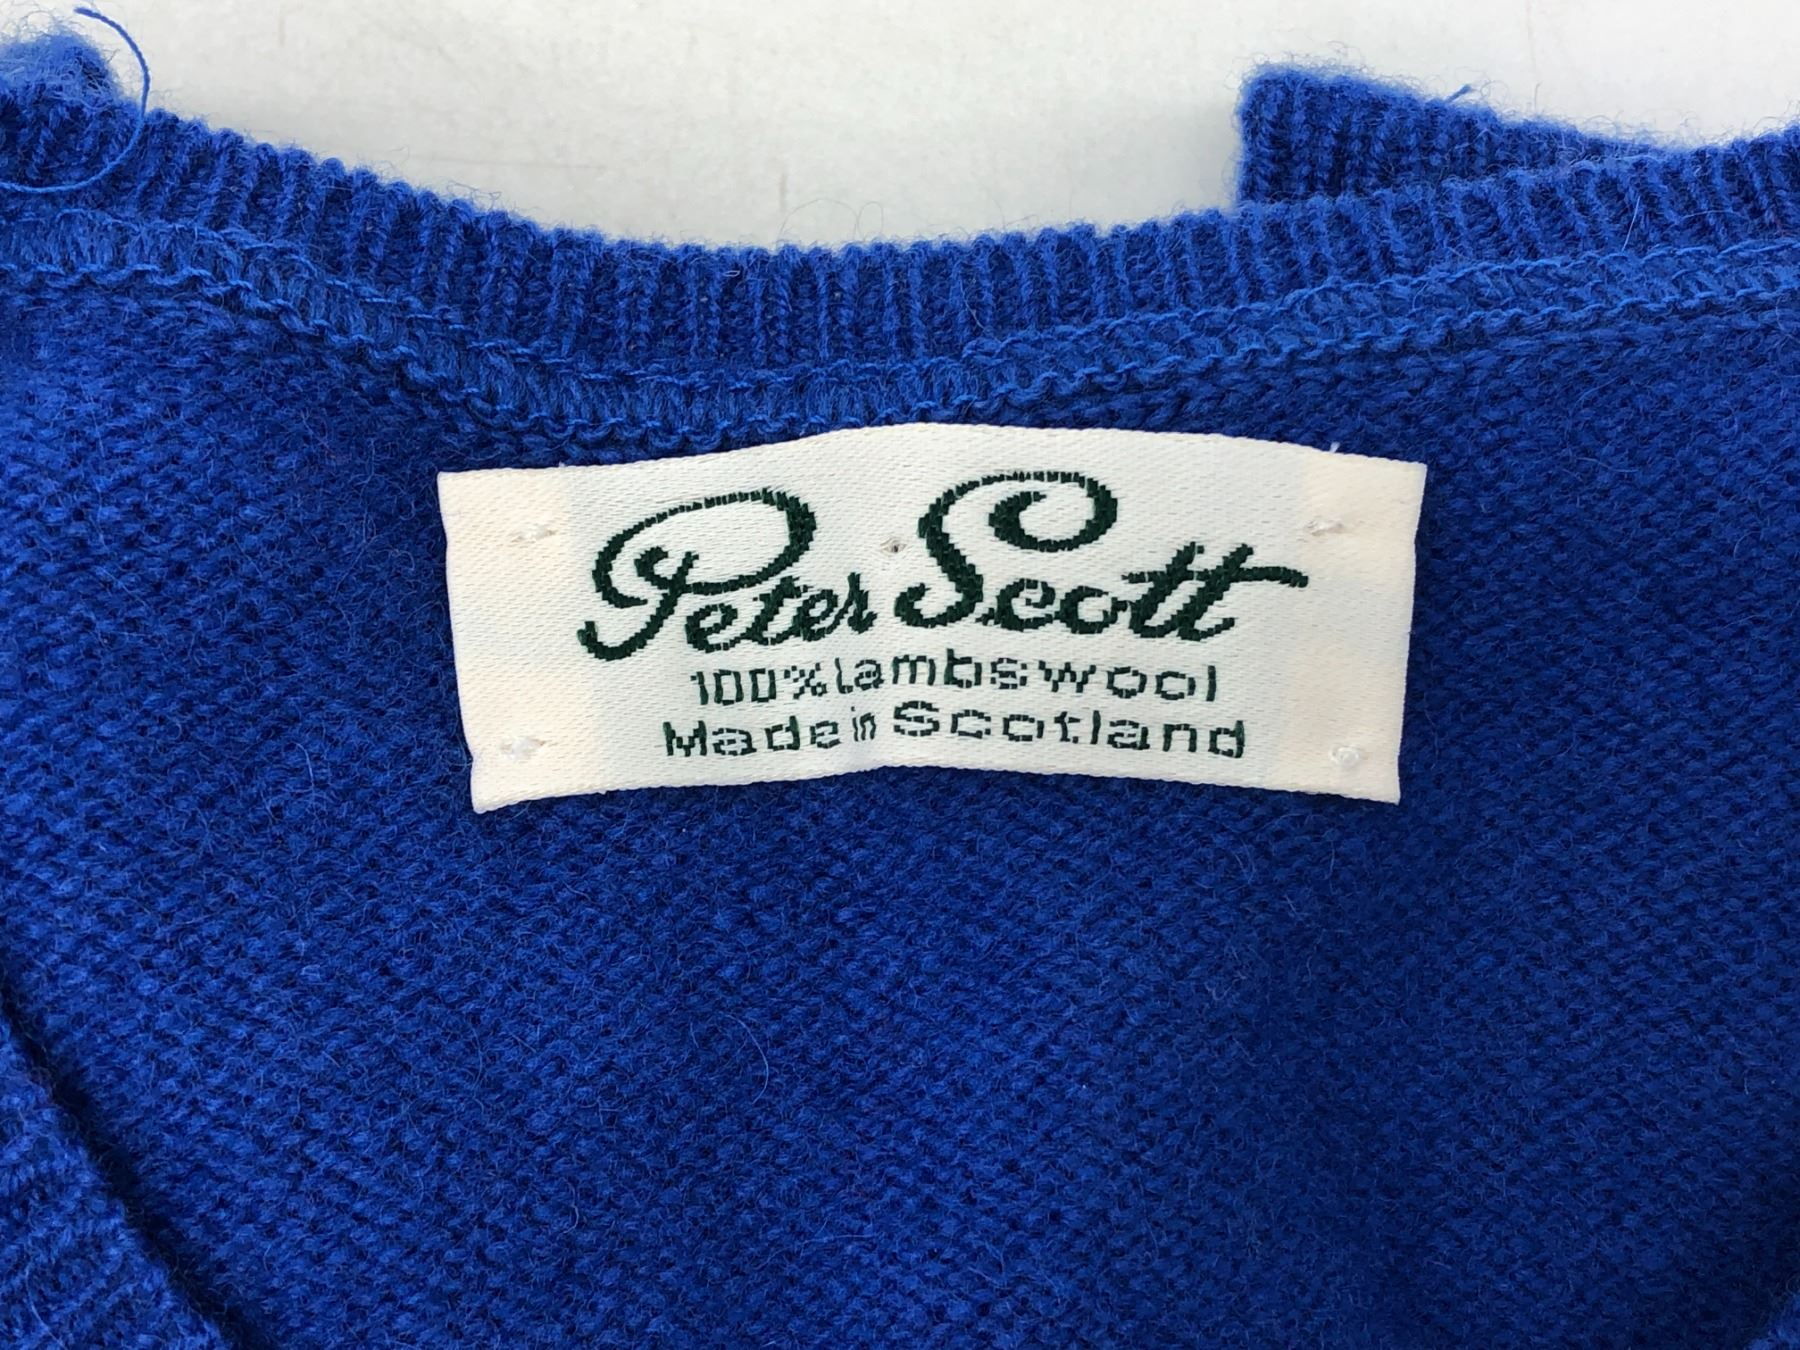 Peter Scott
100% lambswool
Made in Scotland